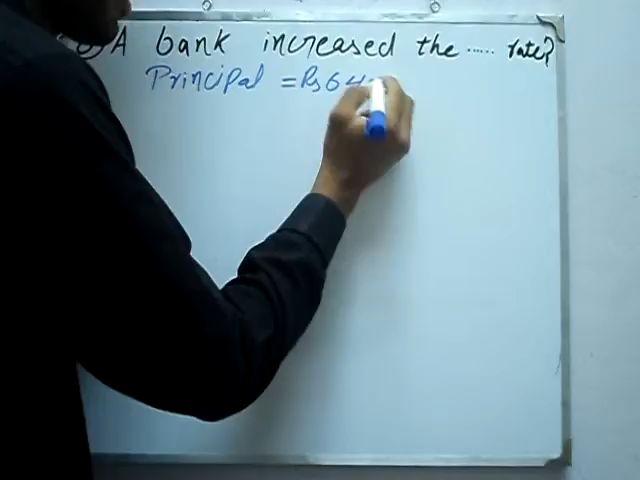 A bank increased the ..... rate?
Principal = Rs 64